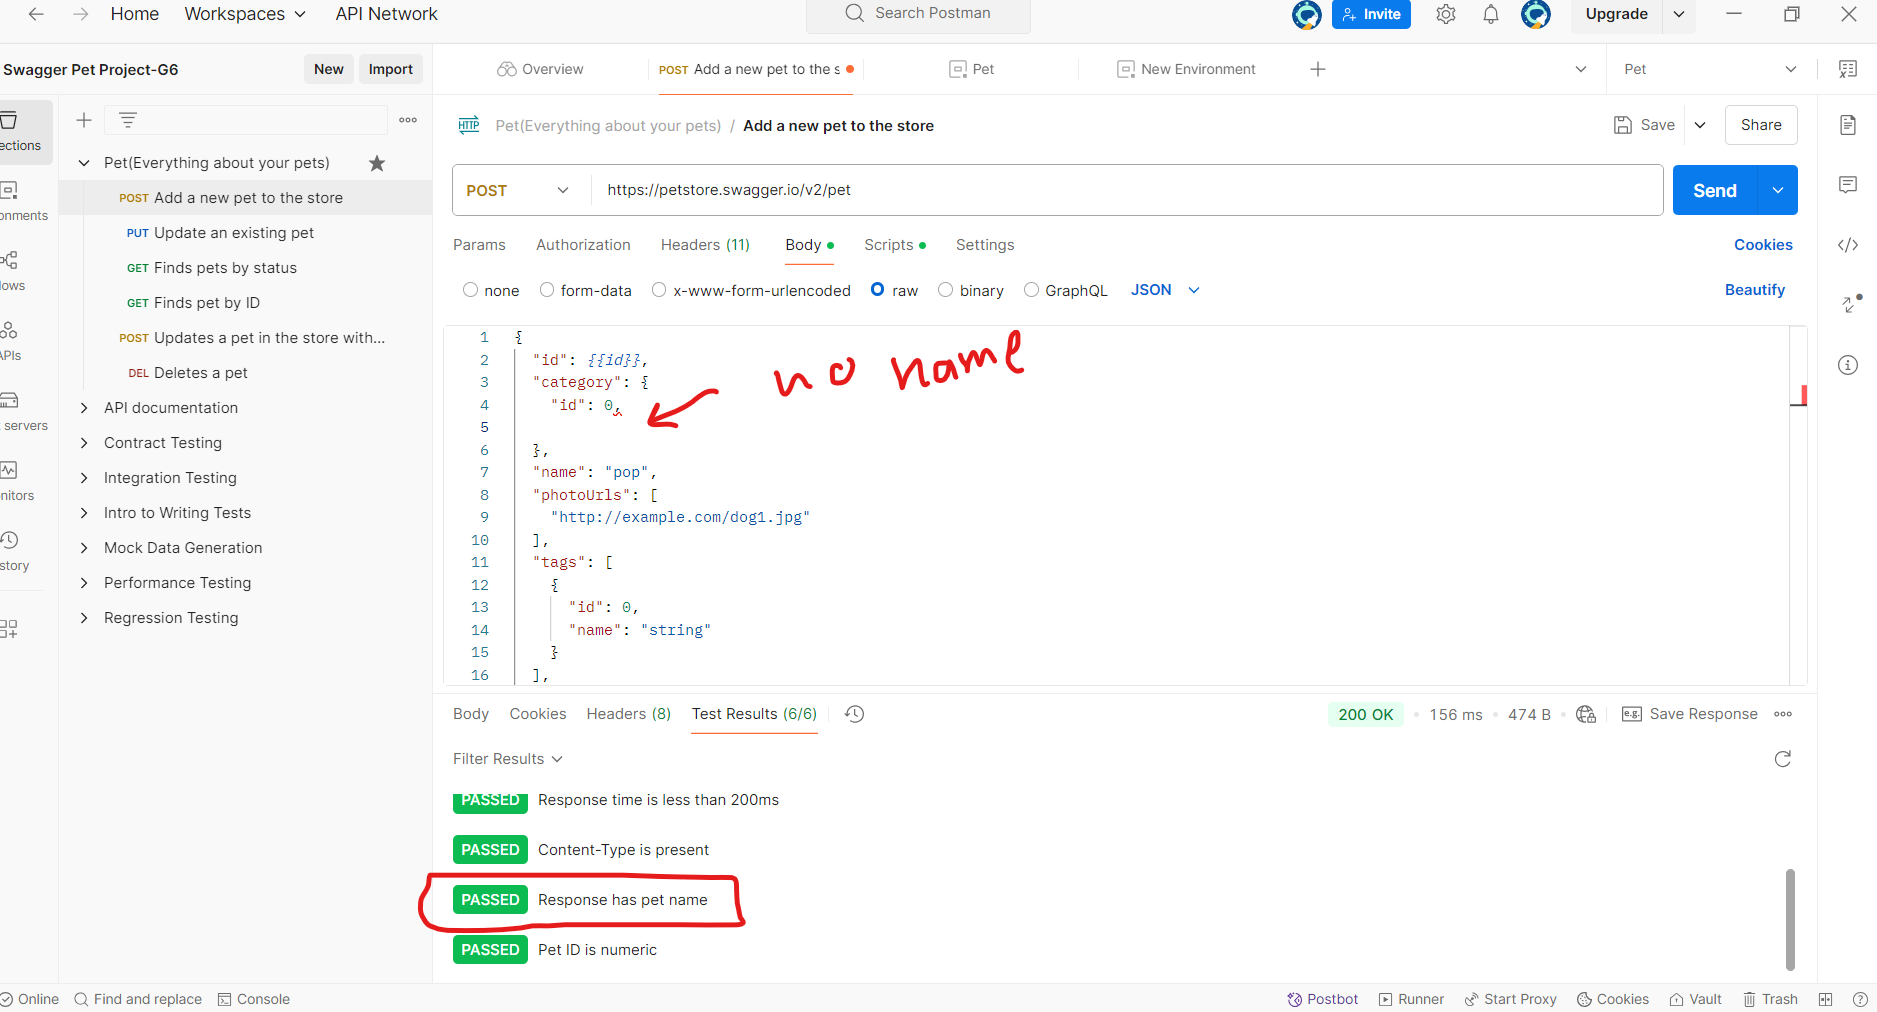 Home Workspaces API Network Search Postman Invite Upgrade
Swagger Pet Project-G6 New Import Overview POST Add a new pet to the s Pet New Environment Pet
ections
onments
lows
APIs
servers
nitors
story
Pet(Everything about your pets)
POST Add a new pet to the store
PUT Update an existing pet
GET Finds pets by status
GET Finds pet by ID
POST Updates a pet in the store with...
DEL Deletes a pet
API documentation
Contract Testing
Integration Testing
Intro to Writing Tests
Mock Data Generation
Performance Testing
Regression Testing
HTTP Pet(Everything about your pets) / Add a new pet to the store Save Share
POST https://petstore.swagger.io/v2/pet Send
Params Authorization Headers (11) Body Scripts Settings Cookies
none form-data x-www-form-urlencoded raw binary GraphQL JSON Beautify
1 {
2 "id": {{id}},
3 "category": {
4 "id": 0,
5
6 },
7 "name": "pop",
8 "photoUrls": [
9 "http://example.com/dog1.jpg"
10 ],
11 "tags": [
12 {
13 "id": 0,
14 "name": "string"
15 }
16 ],
no name
Body Cookies Headers (8) Test Results (6/6) 200 OK 156 ms 474 B e.g. Save Response
Filter Results
PASSED Response time is less than 200ms
PASSED Content-Type is present
PASSED Response has pet name
PASSED Pet ID is numeric
Online Find and replace Console Postbot Runner Start Proxy Cookies Vault Trash